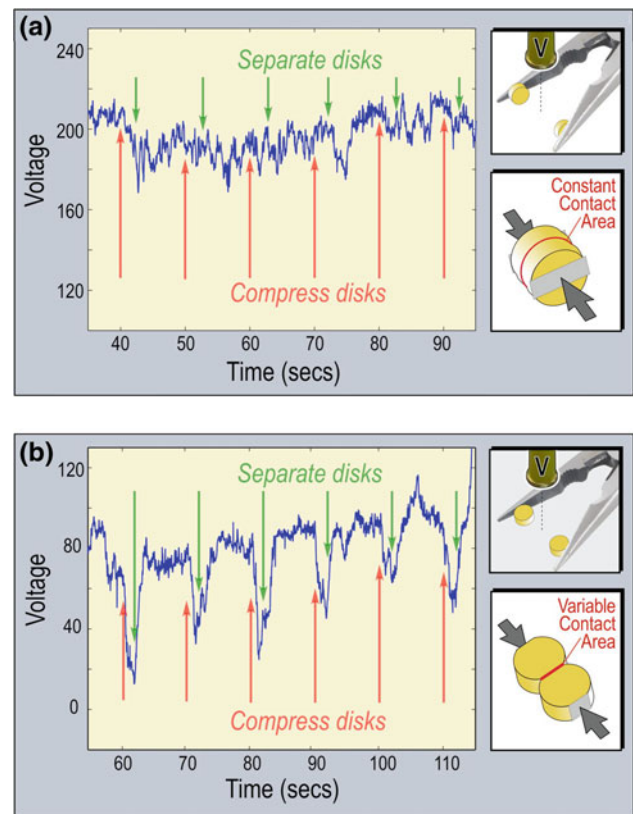 (a)
240
200
160
120
Voltage
Separate disks
Compress disks
40 50 60 70 80 90
Time (secs)
V
Constant
Contact
Area
(b)
120
80
40
0
Voltage
Separate disks
Compress disks
60 70 80 90 100 110
Time (secs)
V
Variable
Contact
Area